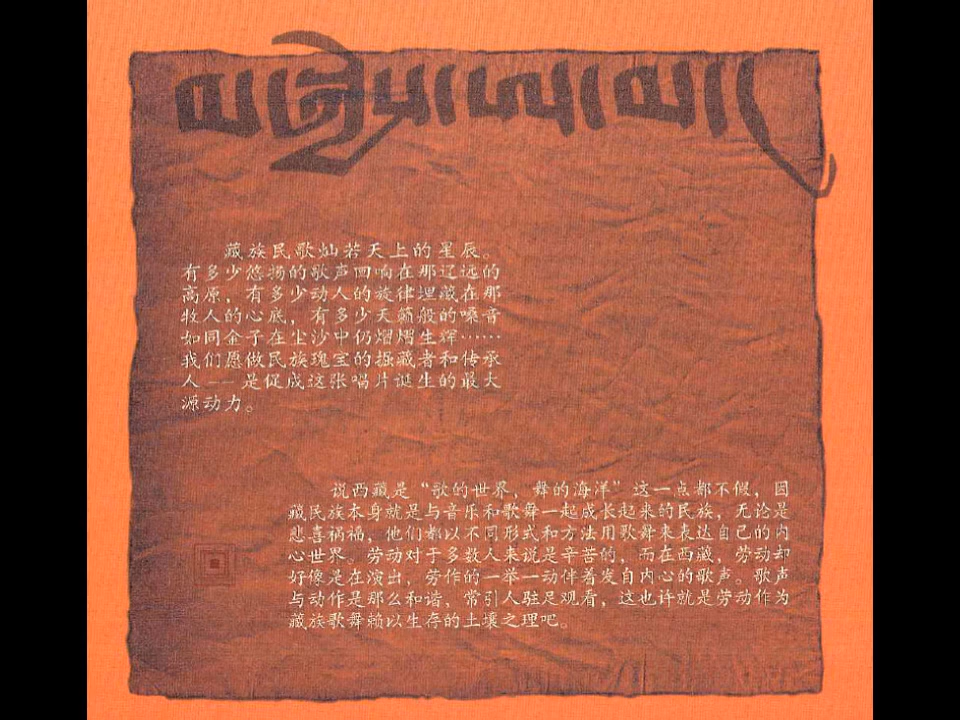 藏族民歌灿若天上的星辰。
有多少悠扬的歌声回响在那辽远的
高原，有多少动人的旋律埋藏在那
牧人的心底，有多少天籁般的嗓音
如同金子在尘沙中仍熠熠生辉……
我们愿做民族瑰宝的掘藏者和传承
人——是促成这张唱片诞生的最大
源动力。
说西藏是“歌的世界，舞的海洋”这一点都不假，因
藏民族本身就是与音乐和歌舞一起成长起来的民族，无论是
悲喜祸福，他们都以不同形式和方法用歌舞来表达自己的内
心世界。劳动对于多数人来说是辛苦的，而在西藏，劳动却
好像是在演出，劳作的一举一动伴着发自内心的歌声。歌声
与动作是那么和谐，常引人驻足观看，这也许就是劳动作为
藏族歌舞赖以生存的土壤之理吧。